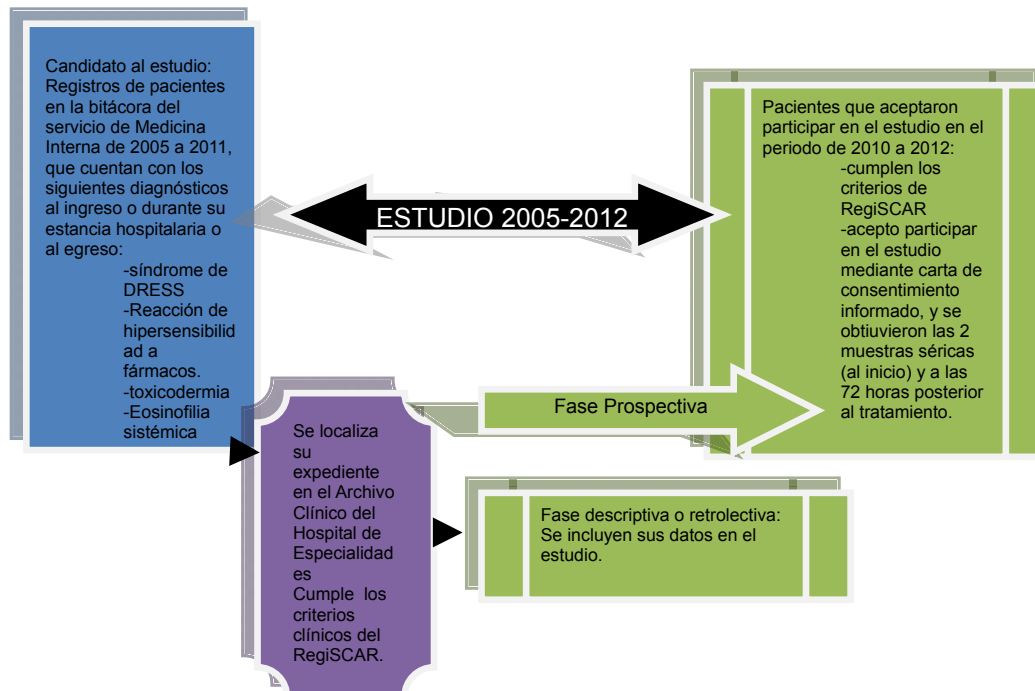 Candidato al estudio:
Registros de pacientes
en la bitácora del
servicio de Medicina
Interna de 2005 a 2011,
que cuentan con los
siguientes diagnósticos
al ingreso o durante su
estancia hospitalaria o
al egreso:
-síndrome de
DRESS
-Reacción de
hipersensibilid
ad a
fármacos.
-toxicodermia
-Eosinofilia
sistémica
ESTUDIO 2005-2012
Pacientes que aceptaron
participar en el estudio en el
periodo de 2010 a 2012:
-cumplen los
criterios de
RegiSCAR
-acepto participar
en el estudio
mediante carta de
consentimiento
informado, y se
obtiuvieron las 2
muestras séricas
(al inicio) y a las
72 horas posterior
al tratamiento.
Fase Prospectiva
Se localiza
su
expediente
en el Archivo
Clínico del
Hospital de
Especialidad
es
Cumple los
criterios
clínicos del
RegiSCAR.
Fase descriptiva o retrolectiva:
Se incluyen sus datos en el
estudio.